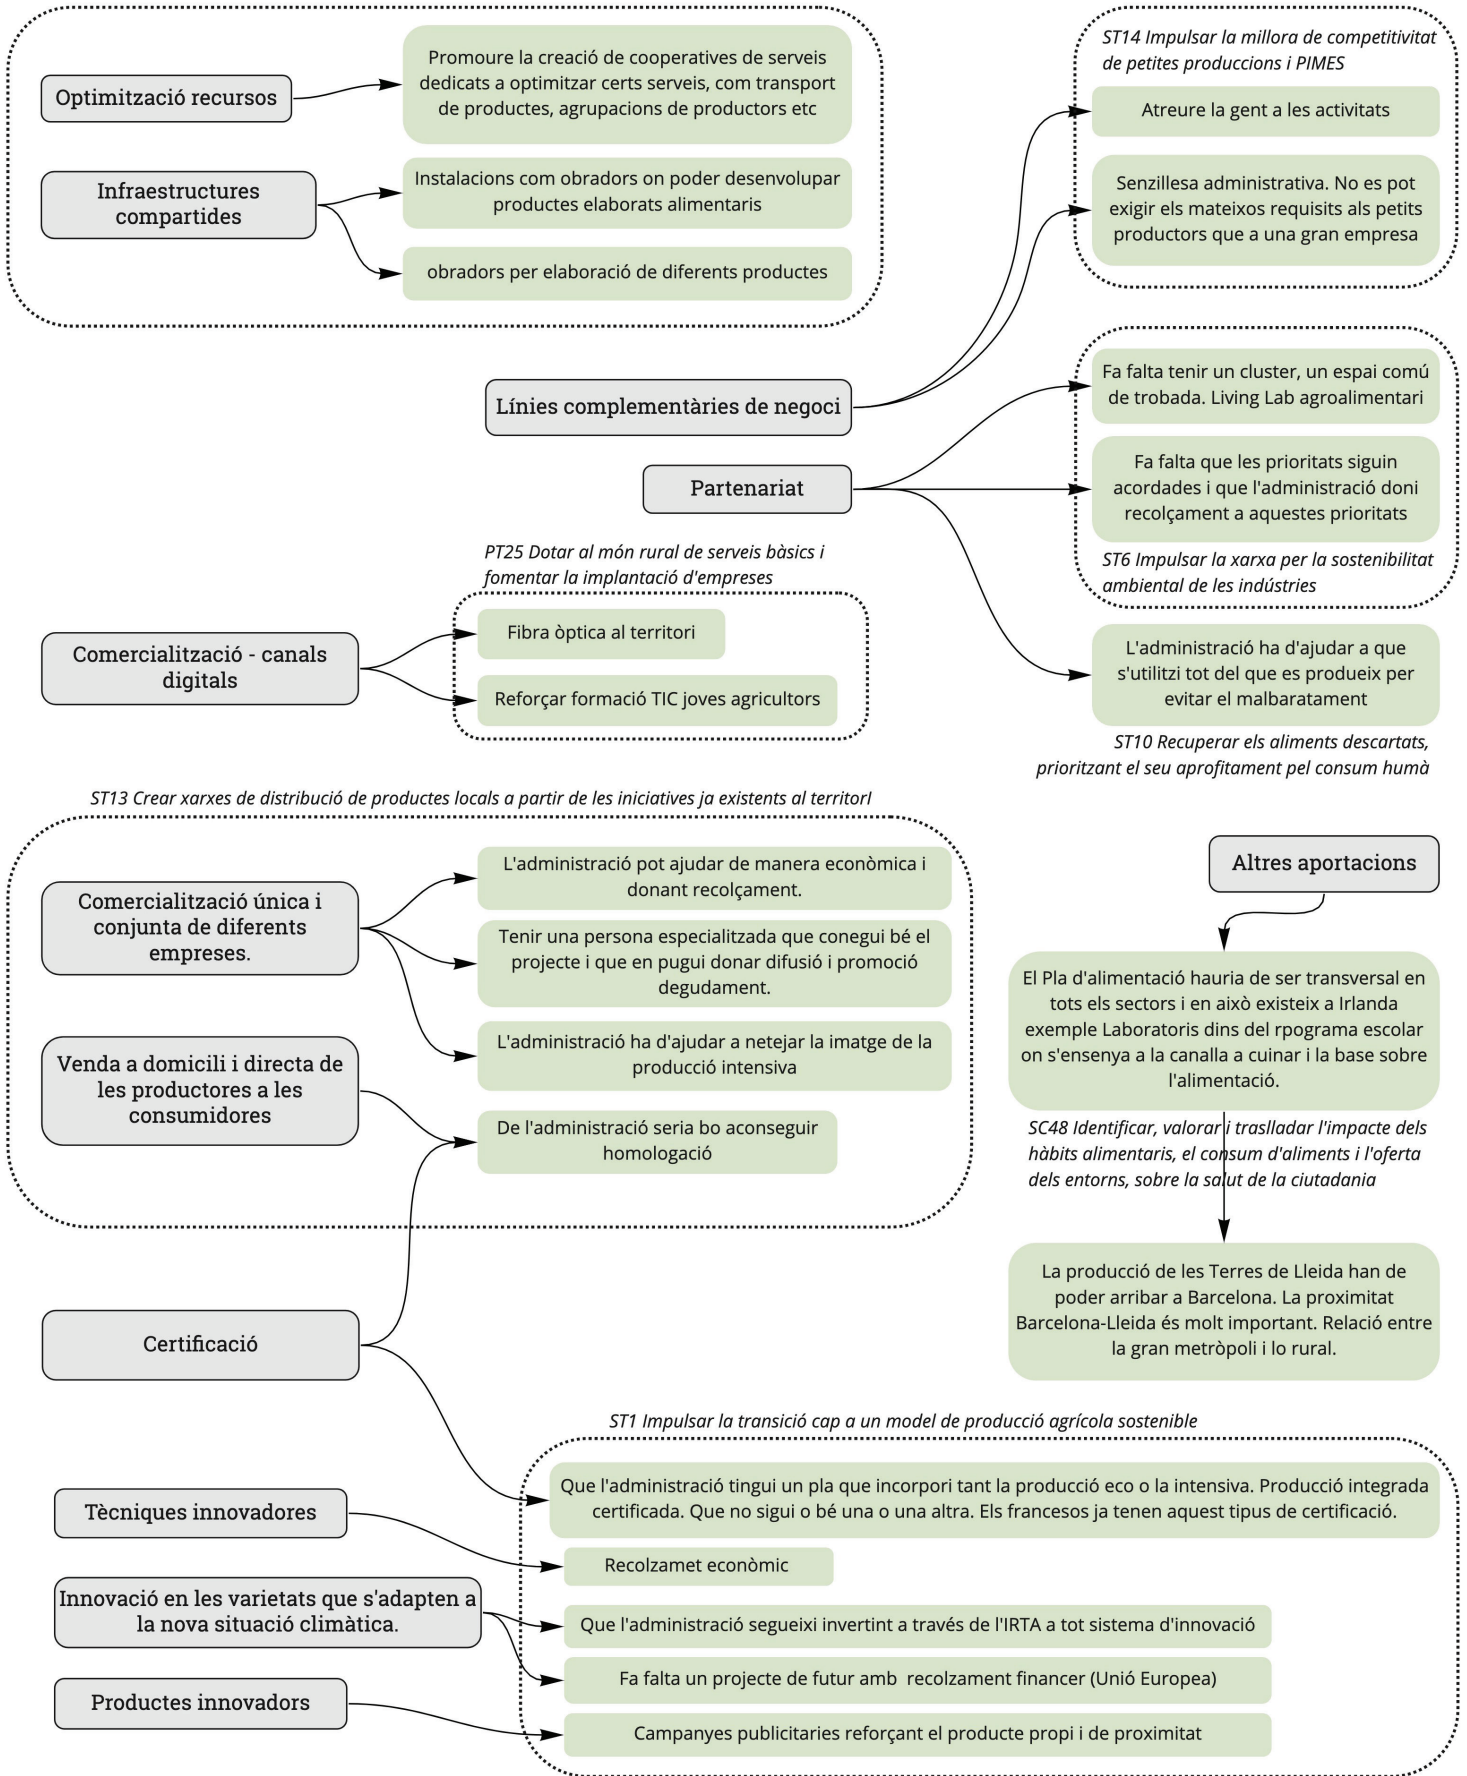 Optimització recursos
Promoure la creació de cooperatives de serveis
dedicats a optimitzar certs serveis, com transport
de productes, agrupacions de productors etc
Infraestructures
compartides
Instalacions com obradors on poder desenvolupar
productes elaborats alimentaris
obradors per elaboració de diferents productes
ST14 Impulsar la millora de competitivitat
de petites produccions i PIMES
Atreure la gent a les activitats
Senzillesa administrativa. No es pot
exigir els mateixos requisits als petits
productors que a una gran empresa
Línies complementàries de negoci
Partenariat
Fa falta tenir un cluster, un espai comú
de trobada. Living Lab agroalimentari
Fa falta que les prioritats siguin
acordades i que l'administració doni
recolçament a aquestes prioritats
ST6 Impulsar la xarxa per la sostenibilitat
ambiental de les indústries
L'administració ha d'ajudar a que
s'utilitzi tot del que es produeix per
evitar el malbaratament
ST10 Recuperar els aliments descartats,
prioritzant el seu aprofitament pel consum humà
PT25 Dotar al món rural de serveis bàsics i
fomentar la implantació d'empreses
Comercialització - canals
digitals
Fibra òptica al territori
Reforçar formació TIC joves agricultors
ST13 Crear xarxes de distribució de productes locals a partir de les iniciatives ja existents al territorI
Comercialització única i
conjunta de diferents
empreses.
L'administració pot ajudar de manera econòmica i
donant recolçament.
Tenir una persona especialitzada que conegui bé el
projecte i que en pugui donar difusió i promoció
degudament.
L'administració ha d'ajudar a netejar la imatge de la
producció intensiva
Venda a domicili i directa de
les productores a les
consumidores
De l'administració seria bo aconseguir
homologació
Altres aportacions
El Pla d'alimentació hauria de ser transversal en
tots els sectors i en això existeix a Irlanda
exemple Laboratoris dins del rpograma escolar
on s'ensenya a la canalla a cuinar i la base sobre
l'alimentació.
SC48 Identificar, valorar i traslladar l'impacte dels
hàbits alimentaris, el consum d'aliments i l'oferta
dels entorns, sobre la salut de la ciutadania
La producció de les Terres de Lleida han de
poder arribar a Barcelona. La proximitat
Barcelona-Lleida és molt important. Relació entre
la gran metròpoli i lo rural.
Certificació
ST1 Impulsar la transició cap a un model de producció agrícola sostenible
Que l'administració tingui un pla que incorpori tant la producció eco o la intensiva. Producció integrada
certificada. Que no sigui o bé una o una altra. Els francesos ja tenen aquest tipus de certificació.
Tècniques innovadores
Recolzamet econòmic
Innovació en les varietats que s'adapten a
la nova situació climàtica.
Que l'administració segueixi invertint a través de l'IRTA a tot sistema d'innovació
Fa falta un projecte de futur amb  recolzament financer (Unió Europea)
Productes innovadors
Campanyes publicitaries reforçant el producte propi i de proximitat